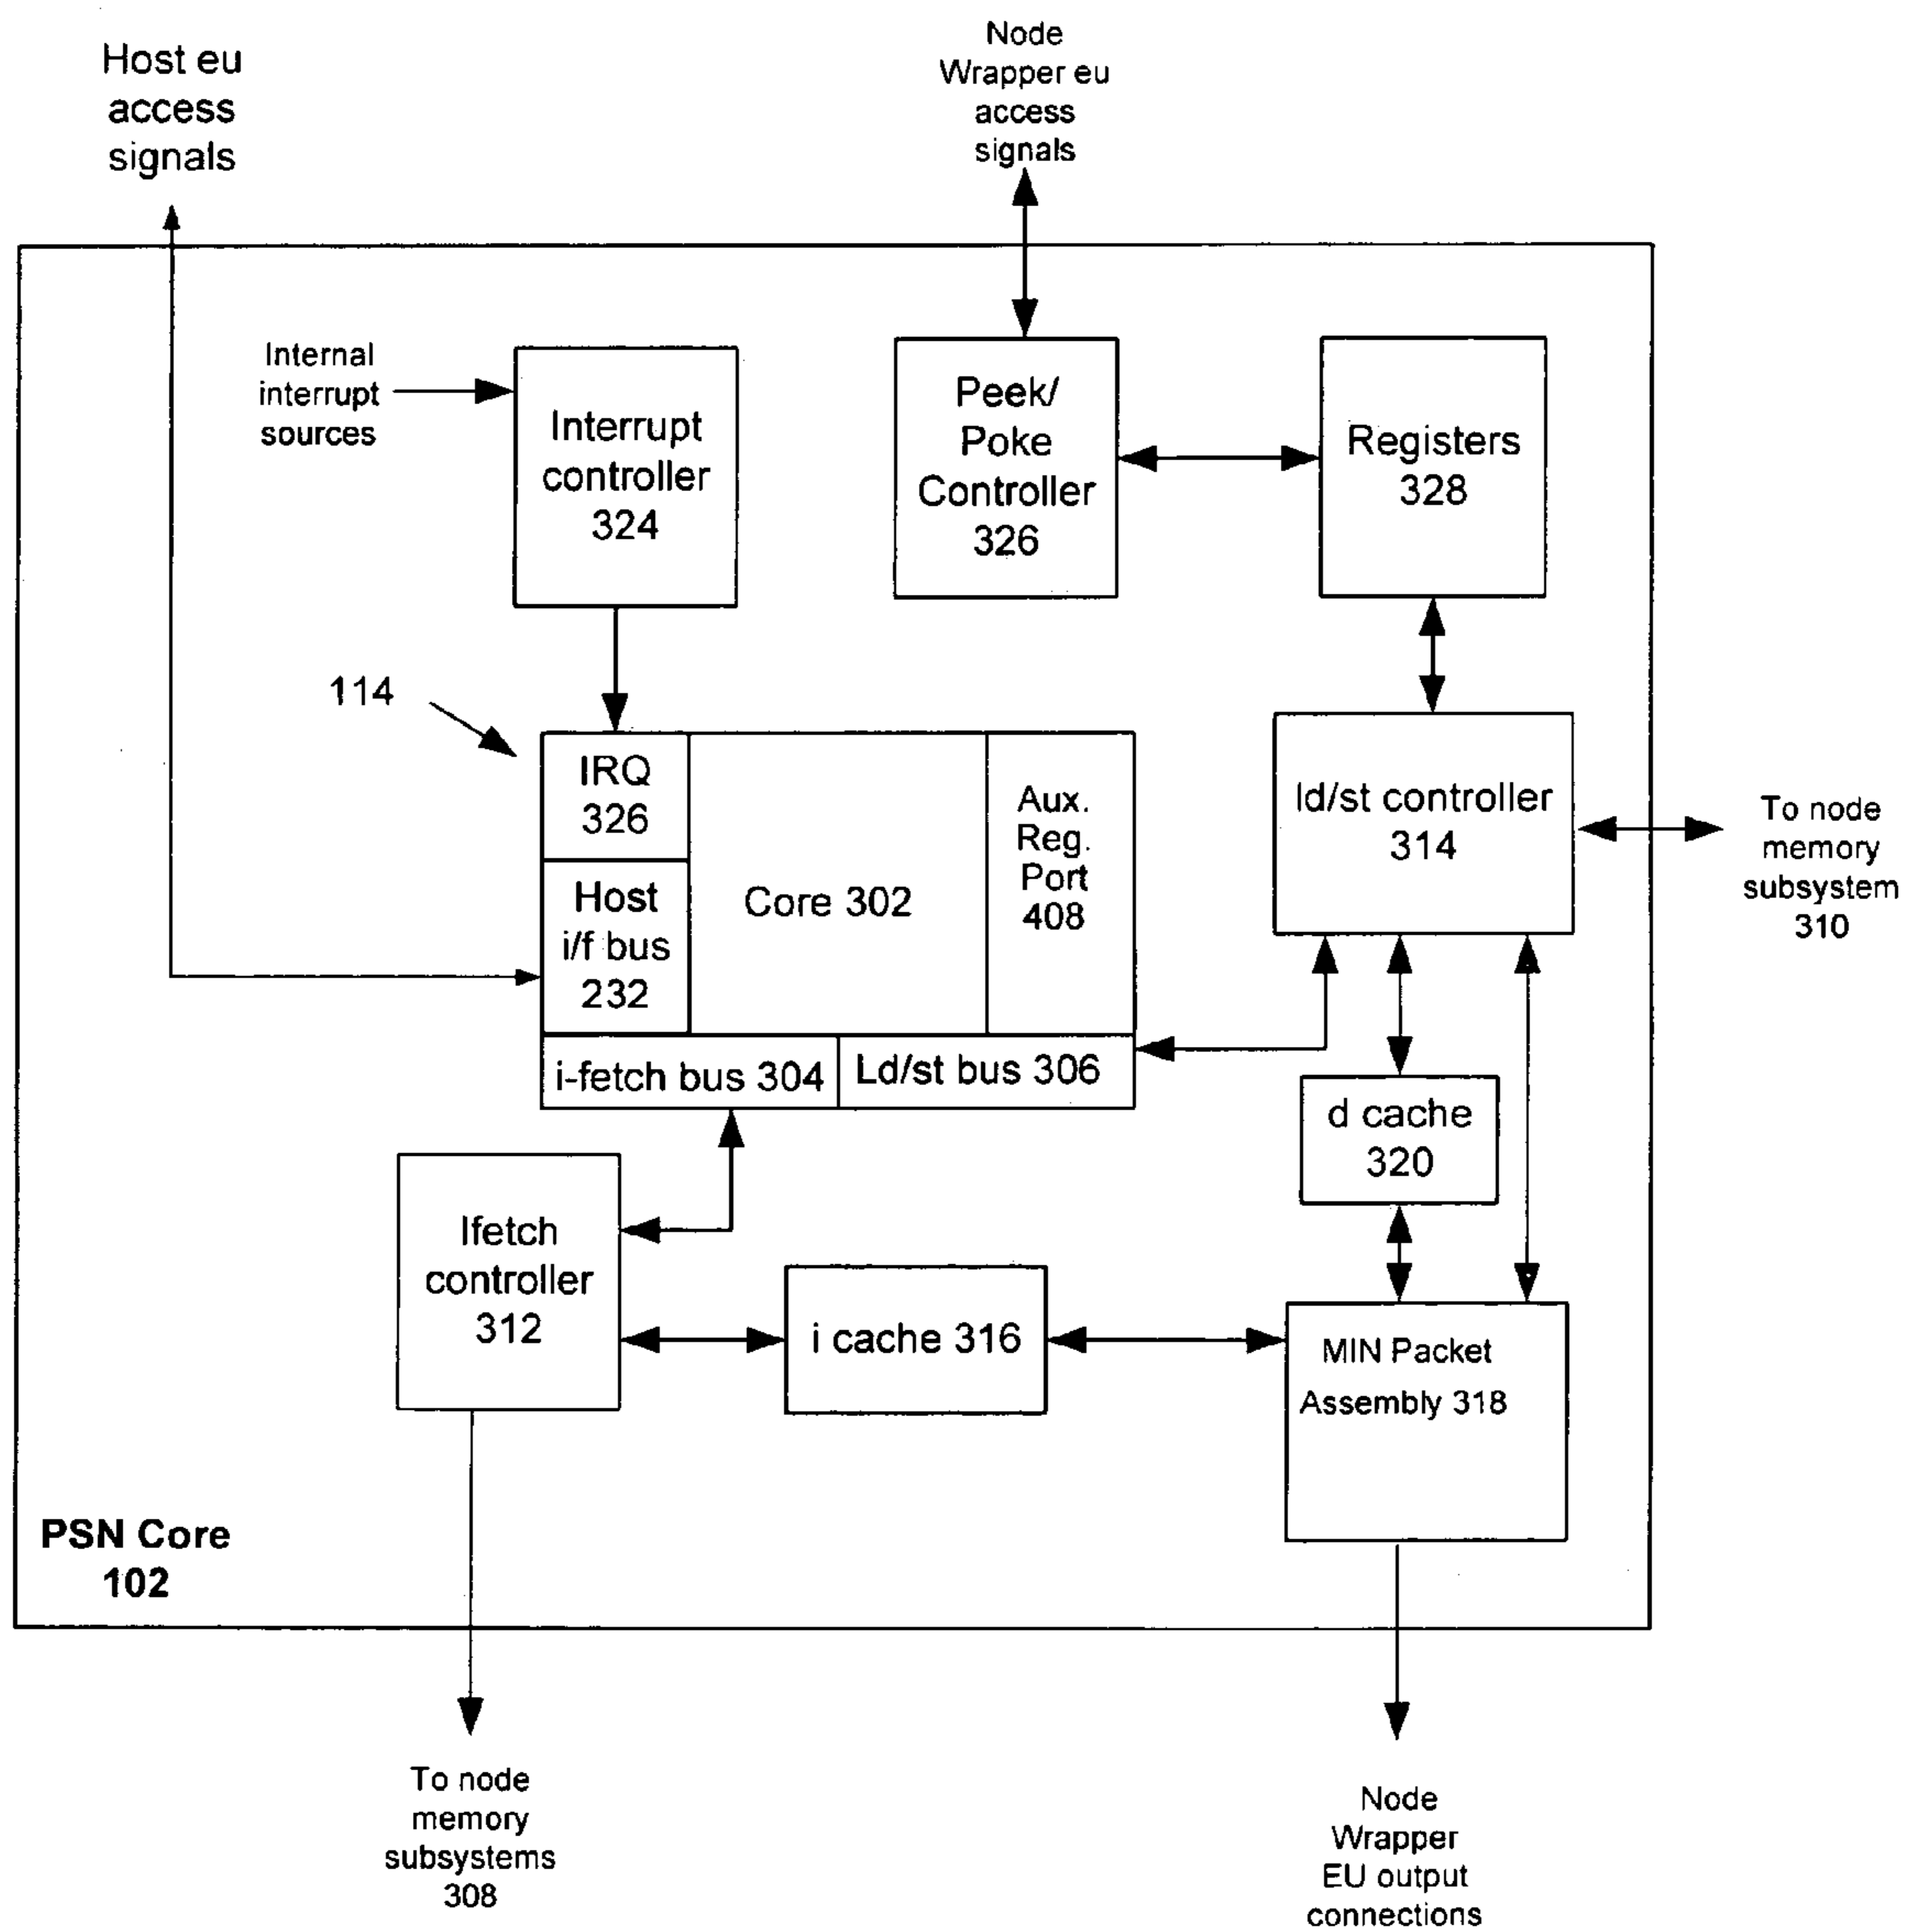 Host eu
access
signals
Node
Wrapper eu
access
signals
Internal
interrupt
sources
Interrupt
controller
324
Peek/
Poke
Controller
326
Registers
328
114
IRQ
326
Host
i/f bus
232
Core 302
Aux.
Reg.
Port
408
i-fetch bus 304
Ld/st bus 306
ld/st controller
314
To node
memory
subsystem
310
d cache
320
Ifetch
controller
312
i cache 316
MIN Packet
Assembly 318
PSN Core
102
To node
memory
subsystems
308
Node
Wrapper
EU output
connections